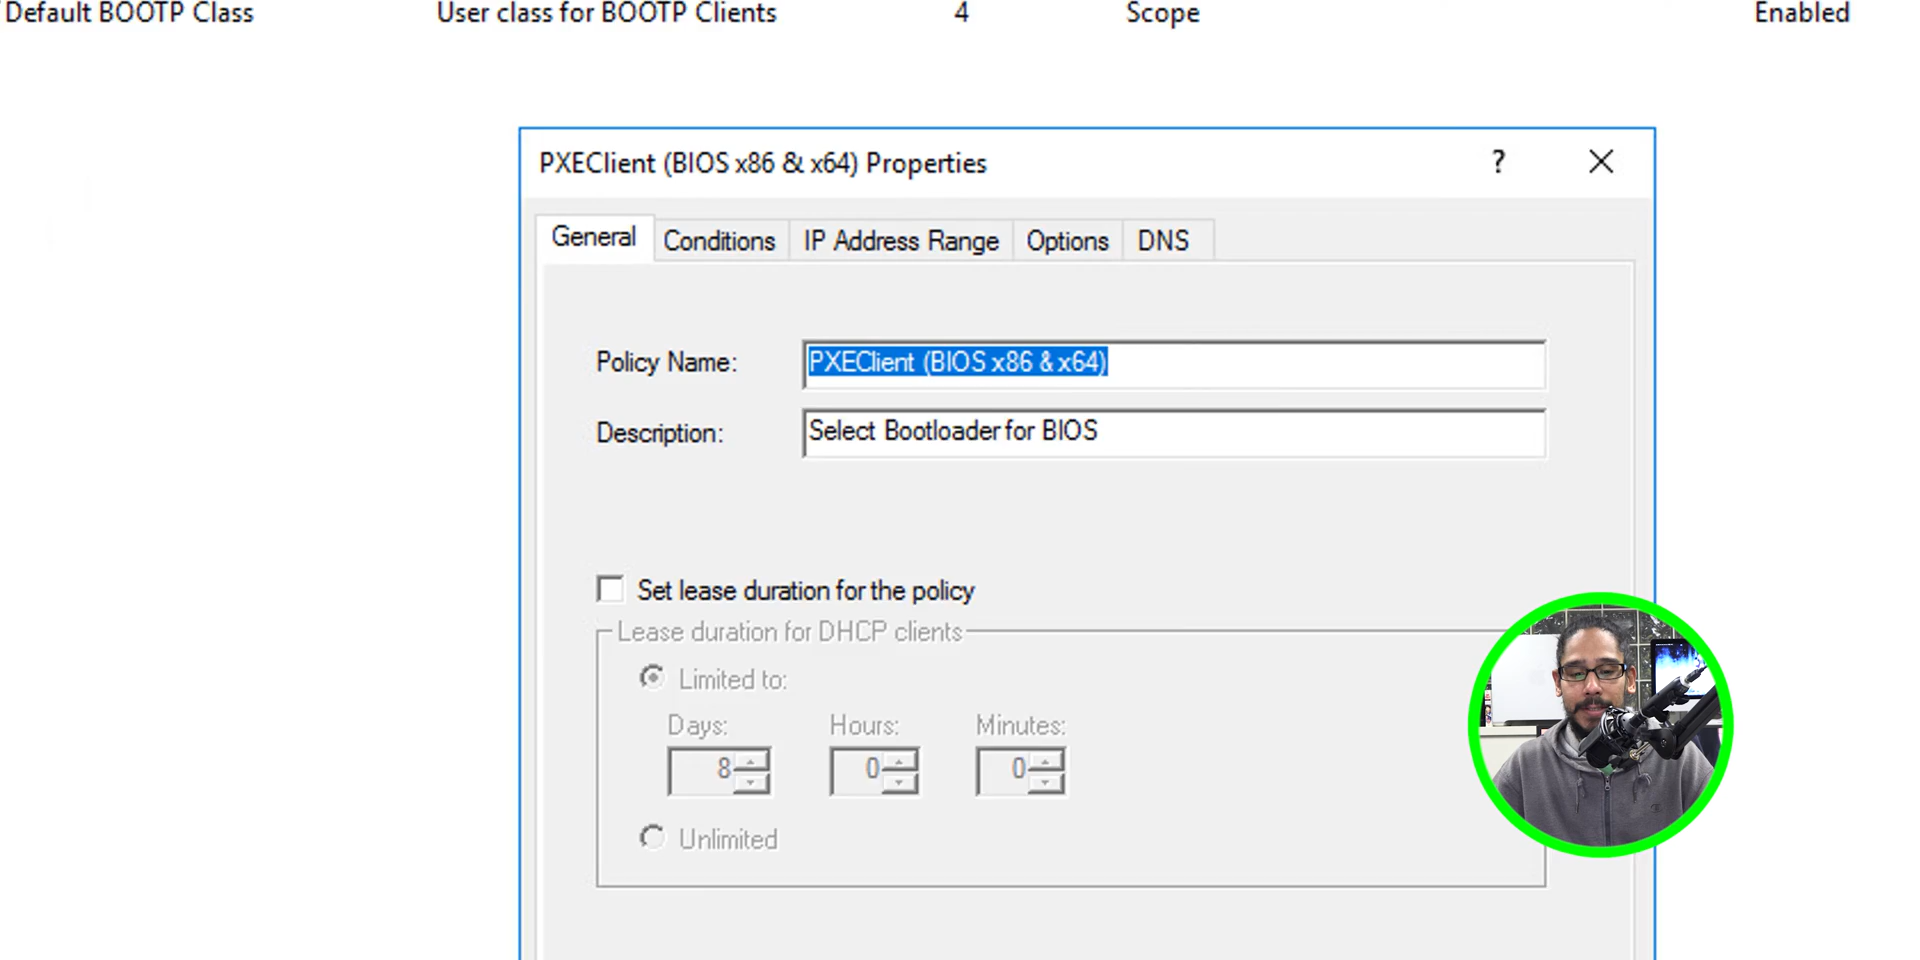 Default BOOTP Class User class for BOOTP Clients 4 Scope Enabled
PXEClient (BIOS x86 & x64) Properties ? 
General Conditions IP Address Range Options DNS
Policy Name: PXEClient (BIOS x86 & x64)
Description: Select Bootloader for BIOS
Set lease duration for the policy
Lease duration for DHCP clients
Limited to:
Days: Hours: Minutes:
8 0 0
Unlimited